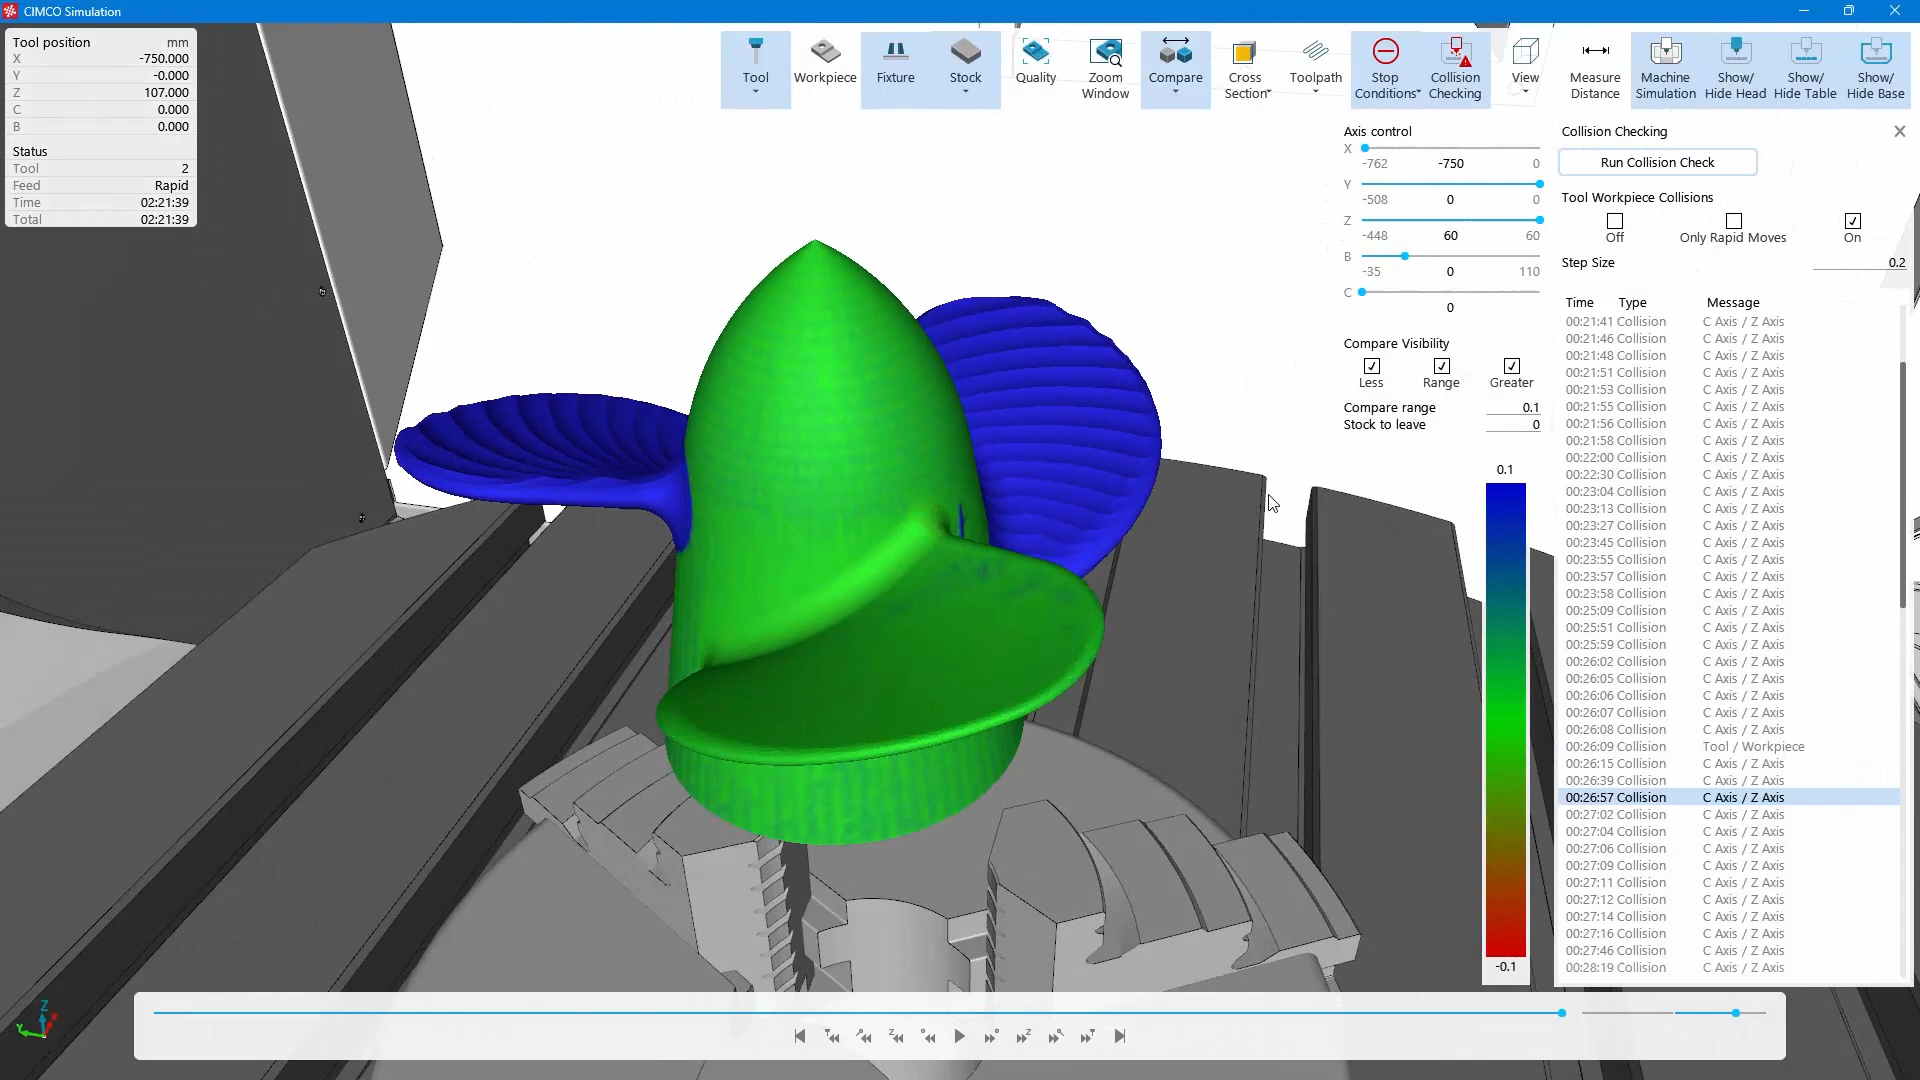 CIMCO Simulation
Tool position mm
X -750.000
Y -0.000
Z 107.000
C 0.000
B 0.000
Status
Tool 2
Feed Rapid
Time 02:21:39
Total 02:21:39
Tool
Workpiece
Fixture
Stock
Quality
Zoom Window
Compare
Cross Section
Toolpath
Stop Conditions
Collision Checking
View
Measure Distance
Machine Simulation
Show/ Hide Head
Show/ Hide Table
Show/ Hide Base
Axis control
X
-762 -750 0
Y
-508 0 0
Z
-448 60 60
B
-35 0 110
C
0
Compare Visibility
Less Range Greater
Compare range 0.1
Stock to leave 0
0.1
-0.1
Collision Checking
Run Collision Check
Tool Workpiece Collisions
Off Only Rapid Moves On
Step Size 0.2
Time Type Message
00:21:41 Collision C Axis / Z Axis
00:21:46 Collision C Axis / Z Axis
00:21:48 Collision C Axis / Z Axis
00:21:51 Collision C Axis / Z Axis
00:21:53 Collision C Axis / Z Axis
00:21:55 Collision C Axis / Z Axis
00:21:56 Collision C Axis / Z Axis
00:21:58 Collision C Axis / Z Axis
00:22:00 Collision C Axis / Z Axis
00:22:30 Collision C Axis / Z Axis
00:23:04 Collision C Axis / Z Axis
00:23:13 Collision C Axis / Z Axis
00:23:27 Collision C Axis / Z Axis
00:23:45 Collision C Axis / Z Axis
00:23:55 Collision C Axis / Z Axis
00:23:57 Collision C Axis / Z Axis
00:23:58 Collision C Axis / Z Axis
00:25:09 Collision C Axis / Z Axis
00:25:51 Collision C Axis / Z Axis
00:25:59 Collision C Axis / Z Axis
00:26:02 Collision C Axis / Z Axis
00:26:05 Collision C Axis / Z Axis
00:26:06 Collision C Axis / Z Axis
00:26:07 Collision C Axis / Z Axis
00:26:08 Collision C Axis / Z Axis
00:26:09 Collision Tool / Workpiece
00:26:15 Collision C Axis / Z Axis
00:26:39 Collision C Axis / Z Axis
00:26:57 Collision C Axis / Z Axis
00:27:02 Collision C Axis / Z Axis
00:27:04 Collision C Axis / Z Axis
00:27:06 Collision C Axis / Z Axis
00:27:09 Collision C Axis / Z Axis
00:27:11 Collision C Axis / Z Axis
00:27:12 Collision C Axis / Z Axis
00:27:14 Collision C Axis / Z Axis
00:27:16 Collision C Axis / Z Axis
00:27:46 Collision C Axis / Z Axis
00:28:19 Collision C Axis / Z Axis
Z
Y
X